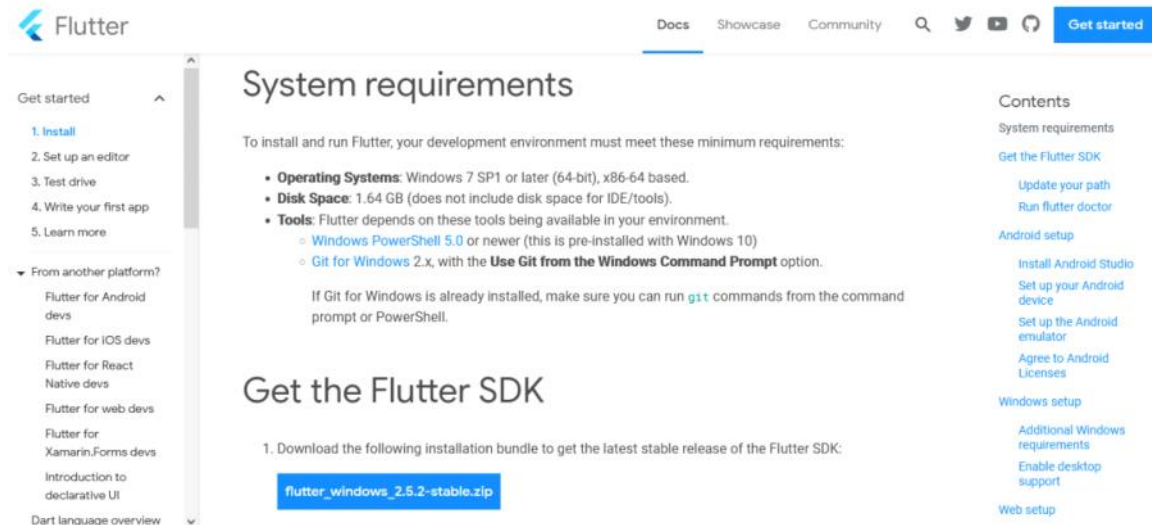 Flutter
Docs Showcase Community Get started
Get started
1. Install
2. Set up an editor
3. Test drive
4. Write your first app
5. Learn more
From another platform?
Flutter for Android
devs
Flutter for iOS devs
Flutter for React
Native devs
Flutter for web devs
Flutter for
Xamarin.Forms devs
Introduction to
declarative UI
Dart language overview
System requirements
To install and run Flutter, your development environment must meet these minimum requirements:
• Operating Systems: Windows 7 SP1 or later (64-bit), x86-64 based.
• Disk Space: 1.64 GB (does not include disk space for IDE/tools).
• Tools: Flutter depends on these tools being available in your environment.
◦ Windows PowerShell 5.0 or newer (this is pre-installed with Windows 10)
◦ Git for Windows 2.x, with the Use Git from the Windows Command Prompt option.
If Git for Windows is already installed, make sure you can run git commands from the command
prompt or PowerShell.
Get the Flutter SDK
1. Download the following installation bundle to get the latest stable release of the Flutter SDK:
flutter_windows_2.5.2-stable.zip
Contents
System requirements
Get the Flutter SDK
Update your path
Run flutter doctor
Android setup
Install Android Studio
Set up your Android
device
Set up the Android
emulator
Agree to Android
Licenses
Windows setup
Additional Windows
requirements
Enable desktop
support
Web setup